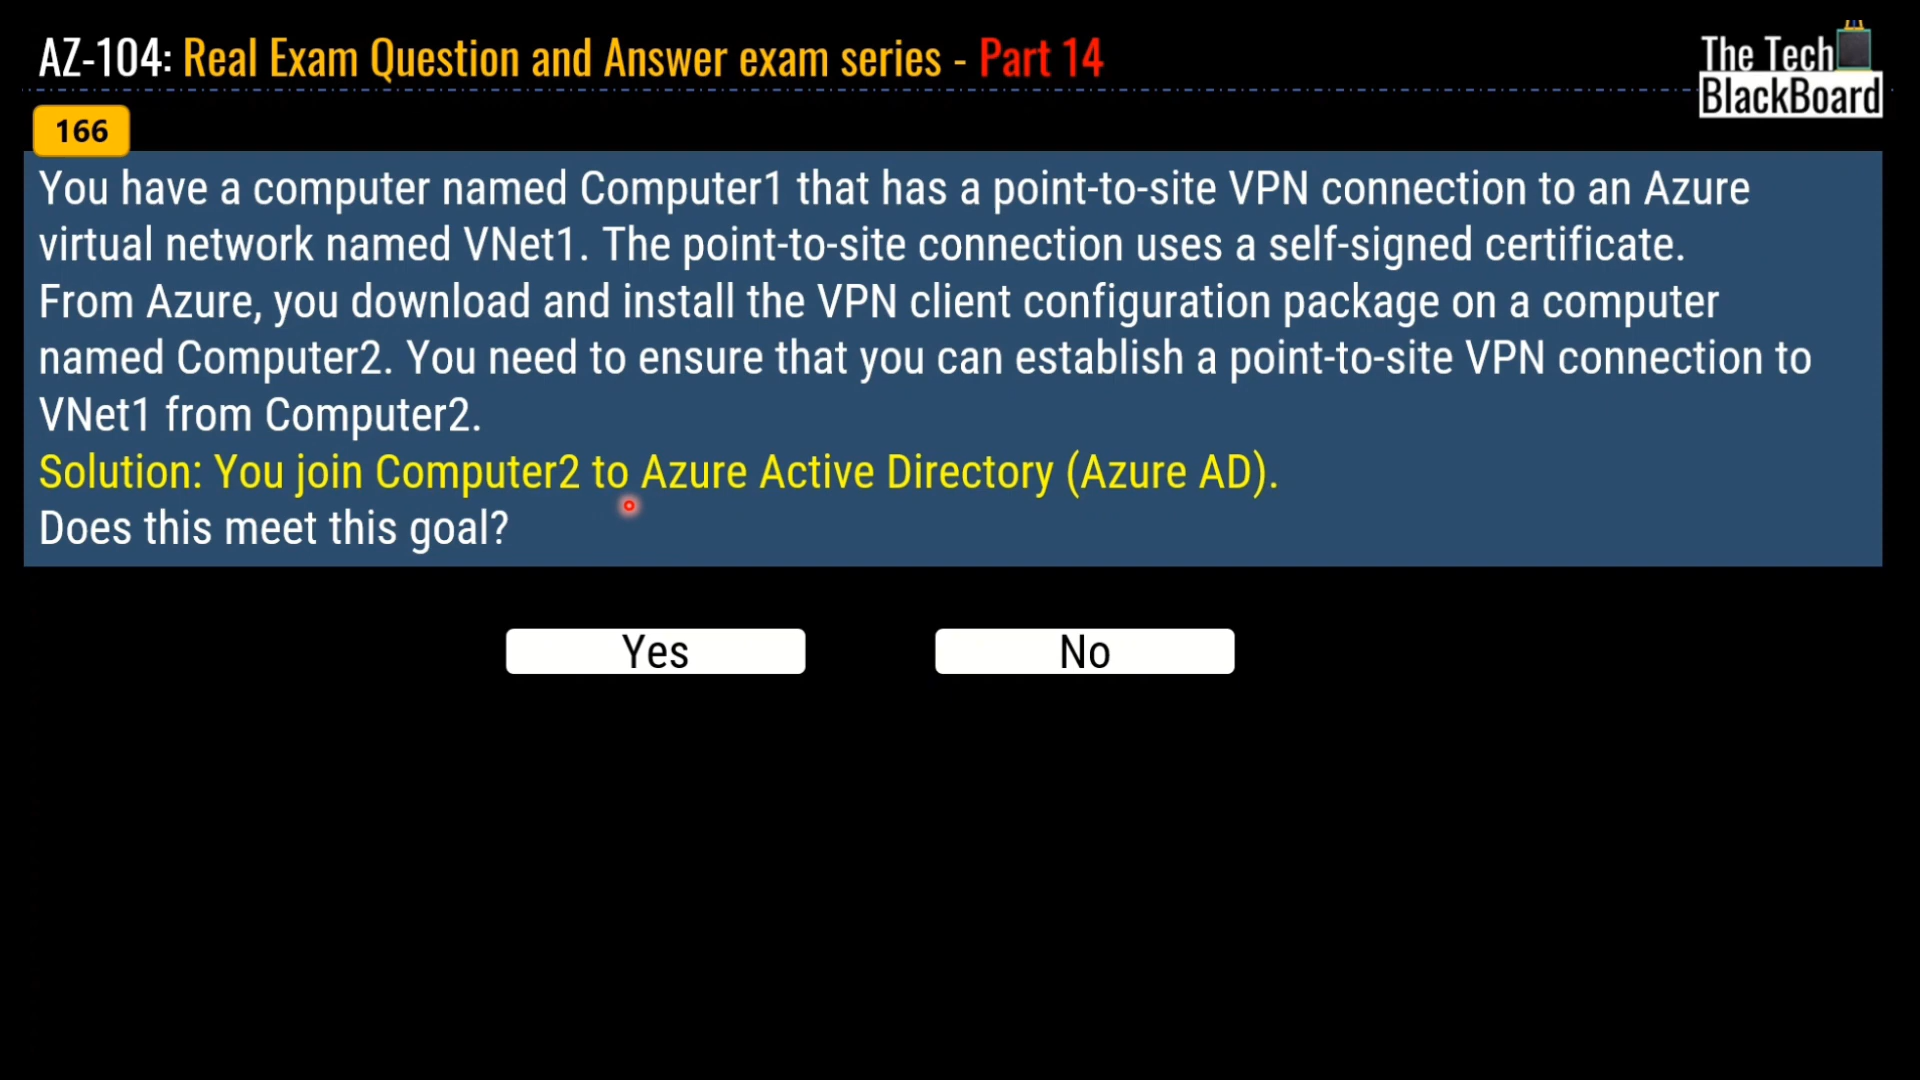 AZ-104: Real Exam Question and Answer exam series - Part 14
The Tech
BlackBoard
166
You have a computer named Computer1 that has a point-to-site VPN connection to an Azure
virtual network named VNet1. The point-to-site connection uses a self-signed certificate.
From Azure, you download and install the VPN client configuration package on a computer
named Computer2. You need to ensure that you can establish a point-to-site VPN connection to
VNet1 from Computer2.
Solution: You join Computer2 to Azure Active Directory (Azure AD).
Does this meet this goal?
Yes
No